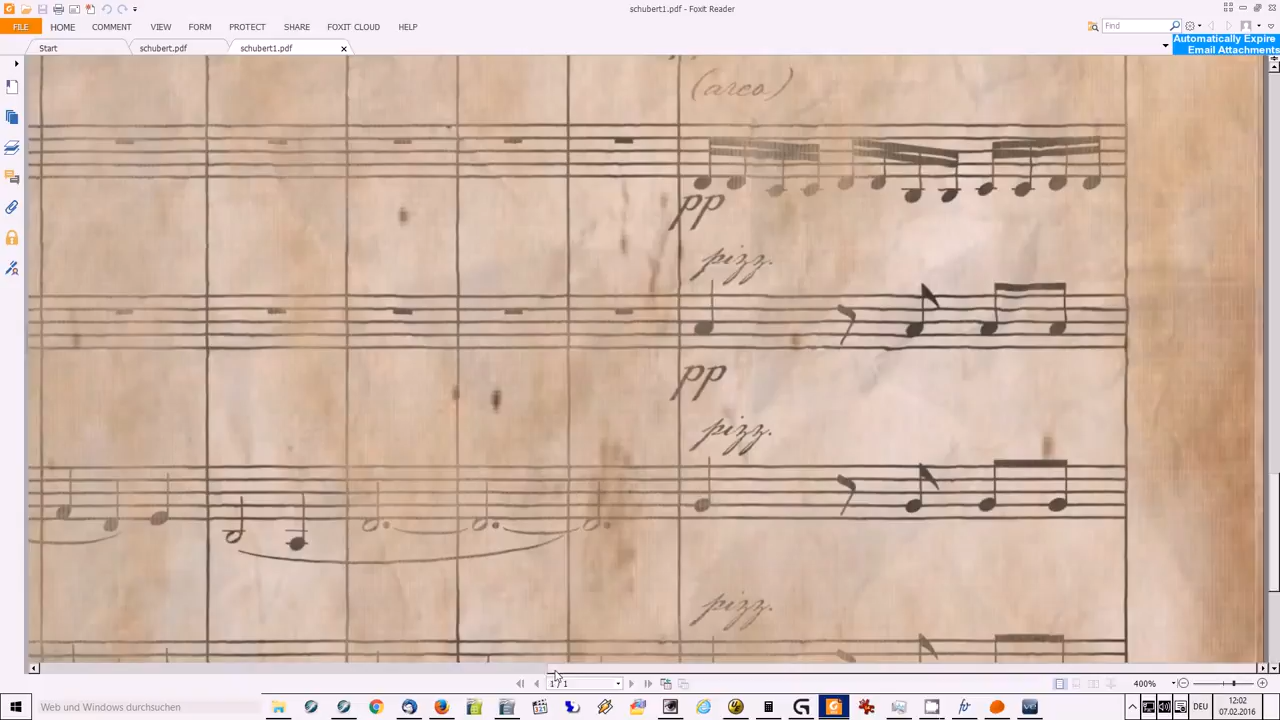 schubert1.pdf - Foxit Reader
FILE HOME COMMENT VIEW FORM PROTECT SHARE FOXIT CLOUD HELP
Find
Automatically Expire
Email Attachments
Start schubert.pdf schubert1.pdf
(arco)
pp
pizz.
pp
pizz.
pizz.
1 / 1
400%
Web und Windows durchsuchen
DEU
12:02
07.02.2016